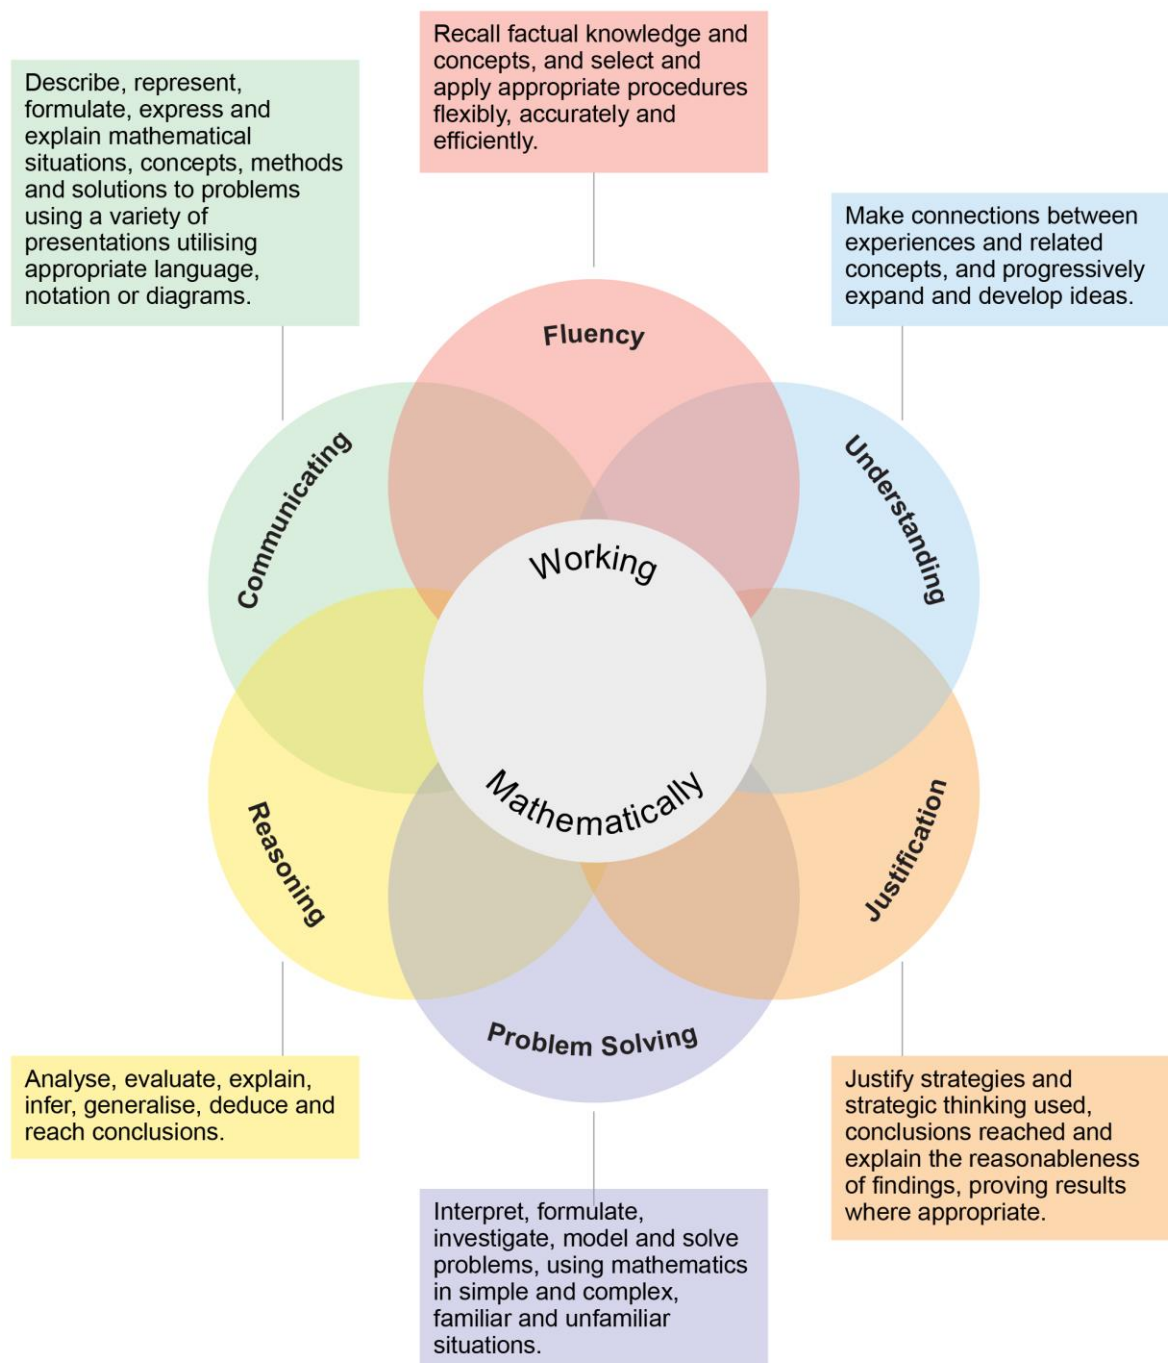 Recall factual knowledge and
concepts, and select and
apply appropriate procedures
flexibly, accurately and
efficiently.
Describe, represent,
formulate, express and
explain mathematical
situations, concepts, methods
and solutions to problems
using a variety of
presentations utilising
appropriate language,
notation or diagrams.
Make connections between
experiences and related
concepts, and progressively
expand and develop ideas.
Fluency
Communicating
Understanding
Working
Mathematically
Reasoning
Justification
Problem Solving
Analyse, evaluate, explain,
infer, generalise, deduce and
reach conclusions.
Justify strategies and
strategic thinking used,
conclusions reached and
explain the reasonableness
of findings, proving results
where appropriate.
Interpret, formulate,
investigate, model and solve
problems, using mathematics
in simple and complex,
familiar and unfamiliar
situations.